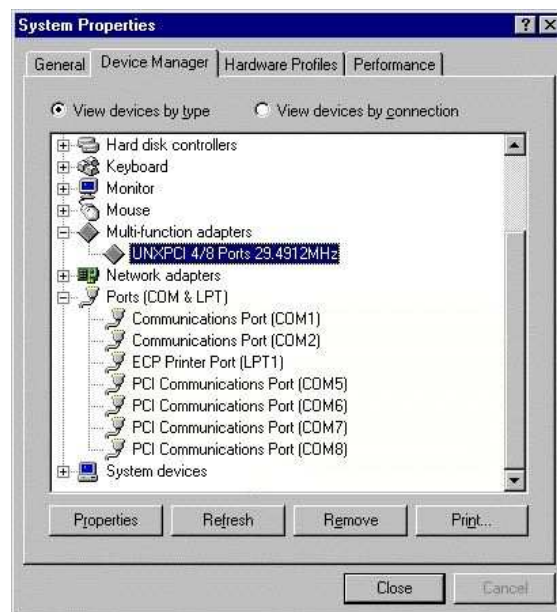 System Properties
General
Device Manager
Hardware Profiles
Performance
View devices by type
View devices by connection
Hard disk controllers
Keyboard
Monitor
Mouse
Multi-function adapters
UNXPCI 4/8 Ports 29.4912MHz
Network adapters
Ports (COM & LPT)
Communications Port (COM1)
Communications Port (COM2)
ECP Printer Port (LPT1)
PCI Communications Port (COM5)
PCI Communications Port (COM6)
PCI Communications Port (COM7)
PCI Communications Port (COM8)
System devices
Properties
Refresh
Remove
Print...
Close
Cancel